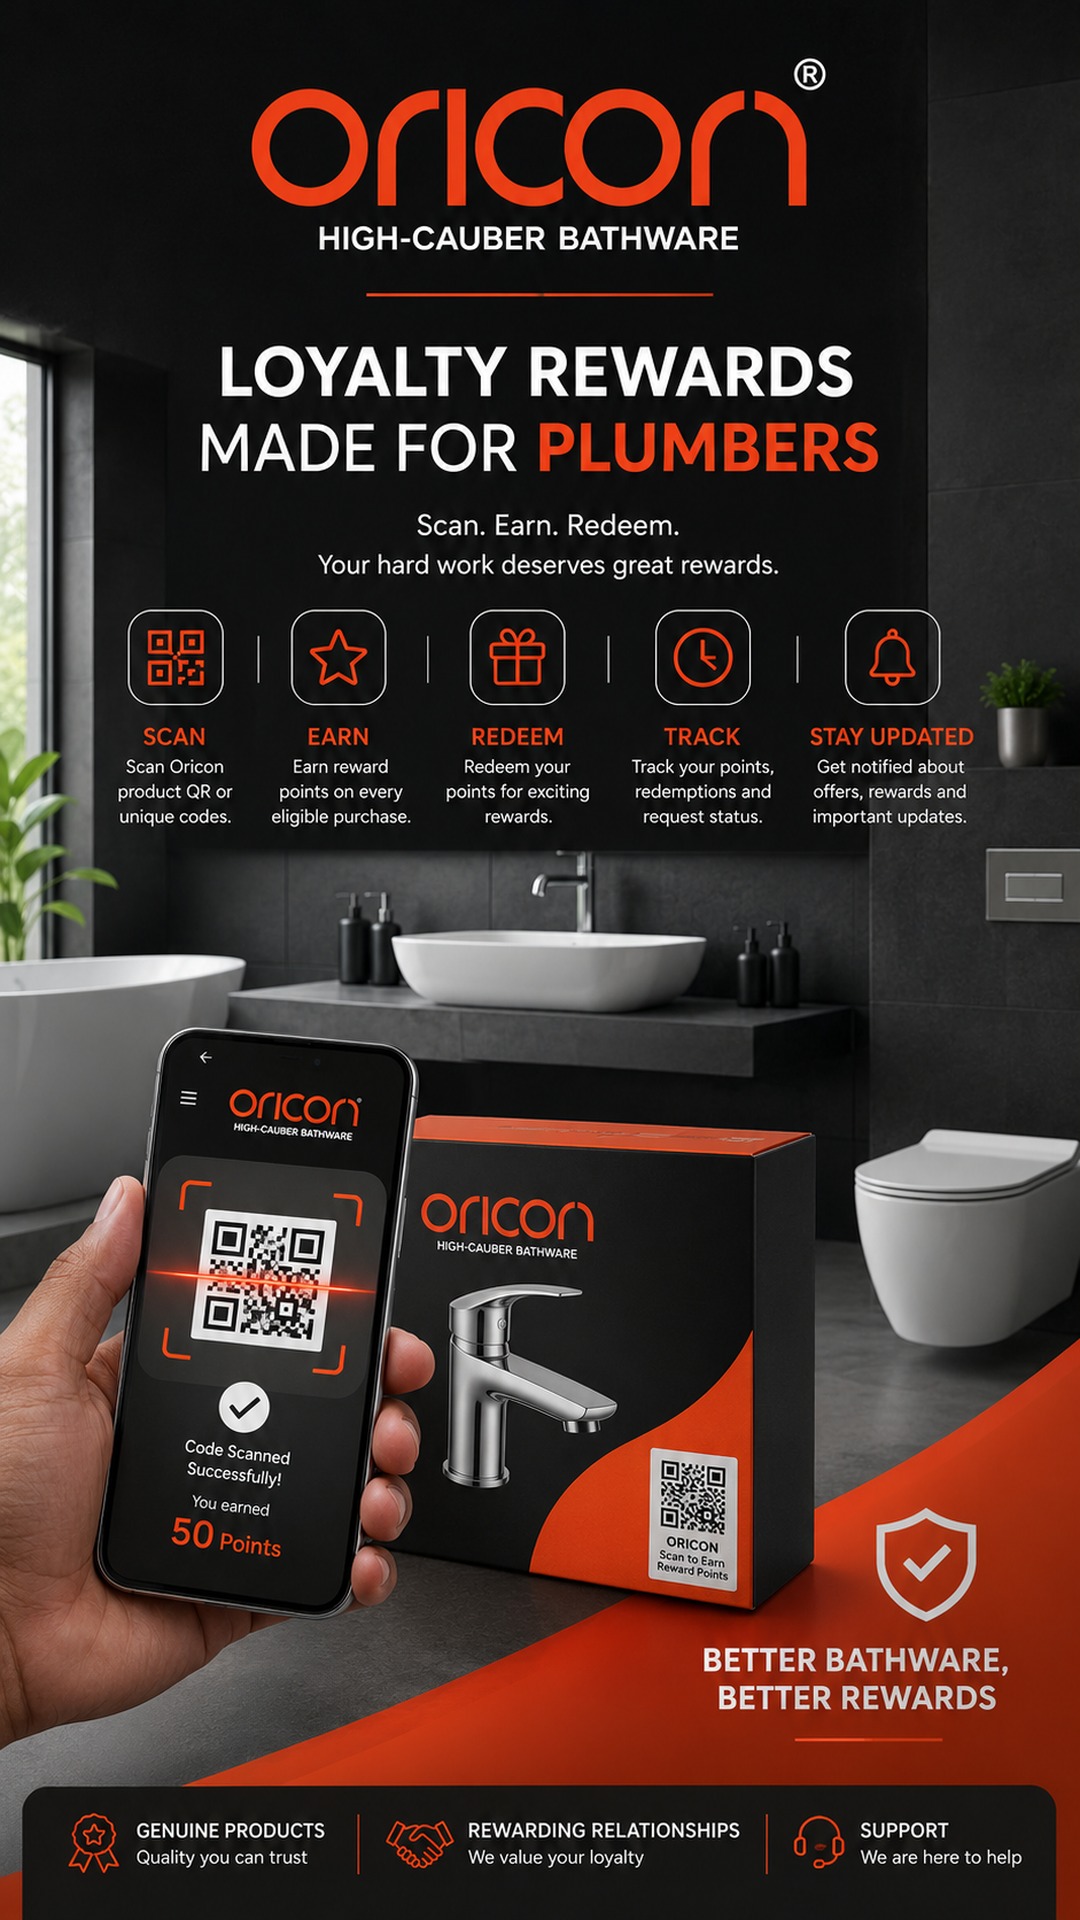 oricon®
HIGH-CAUBER BATHWARE
LOYALTY REWARDS
MADE FOR PLUMBERS
Scan. Earn. Redeem.
Your hard work deserves great rewards.
SCAN
Scan Oricon
product QR or
unique codes.
EARN
Earn reward
points on every
eligible purchase.
REDEEM
Redeem your
points for exciting
rewards.
TRACK
Track your points,
redemptions and
request status.
STAY UPDATED
Get notified about
offers, rewards and
important updates.
oricon
HIGH-CAUBER BATHWARE
Code Scanned
Successfully!
You earned
50 Points
oricon
HIGH-CAUBER BATHWARE
ORICON
Scan to Earn
Reward Points
BETTER BATHWARE,
BETTER REWARDS
GENUINE PRODUCTS
Quality you can trust
REWARDING RELATIONSHIPS
We value your loyalty
SUPPORT
We are here to help